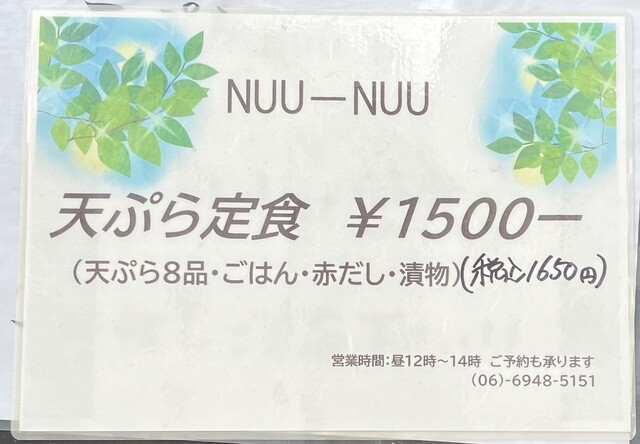 NUU－NUU
天ぷら定食 ￥1500－
(天ぷら8品・ごはん・赤だし・漬物)(税込1650円)
営業時間:昼12時～14時 ご予約も承ります
(06)-6948-5151